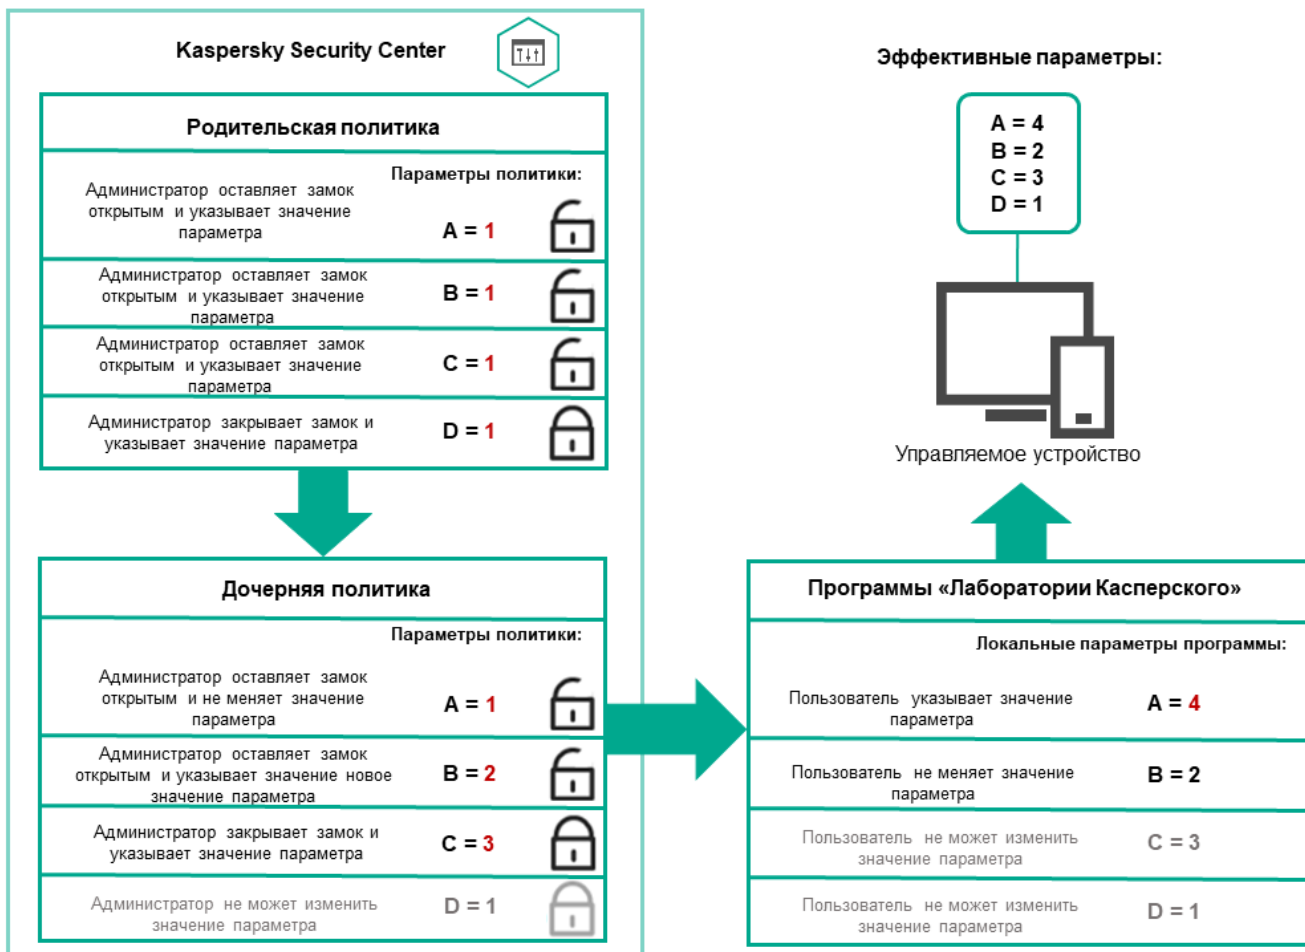 Kaspersky Security Center
Родительская политика
Параметры политики:
Администратор оставляет замок
открытым и указывает значение
параметра
A = 1
Администратор оставляет замок
открытым и указывает значение
параметра
B = 1
Администратор оставляет замок
открытым и указывает значение
параметра
C = 1
Администратор закрывает замок и
указывает значение параметра
D = 1
Дочерняя политика
Параметры политики:
Администратор оставляет замок
открытым и не меняет значение
параметра
A = 1
Администратор оставляет замок
открытым и указывает значение новое
значение параметра
B = 2
Администратор закрывает замок и
указывает значение параметра
C = 3
Администратор не может изменить
значение параметра
D = 1
Эффективные параметры:
A = 4
B = 2
C = 3
D = 1
Управляемое устройство
Программы «Лаборатории Касперского»
Локальные параметры программы:
Пользователь указывает значение
параметра
A = 4
Пользователь не меняет значение
параметра
B = 2
Пользователь не может изменить
значение параметра
C = 3
Пользователь не может изменить
значение параметра
D = 1